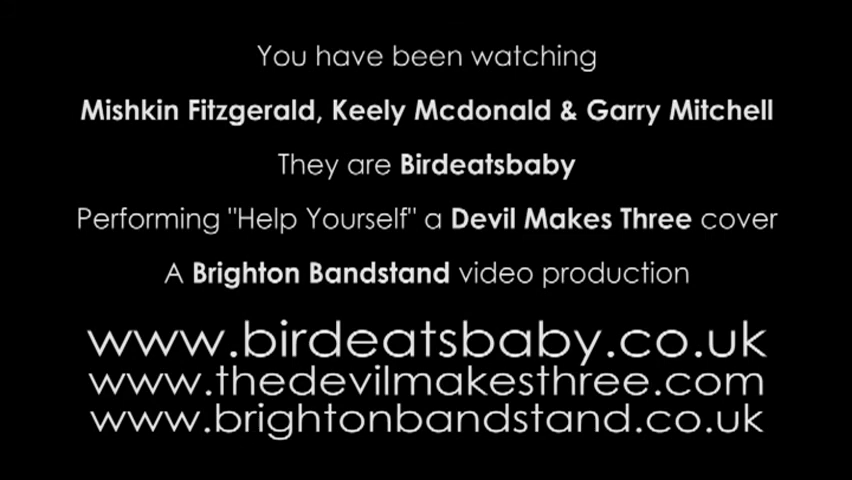 You have been watching
Mishkin Fitzgerald, Keely Mcdonald & Garry Mitchell
They are Birdeatsbaby
Performing "Help Yourself" a Devil Makes Three cover
A Brighton Bandstand video production
www.birdeatsbaby.co.uk
www.thedevilmakesthree.com
www.brightonbandstand.co.uk